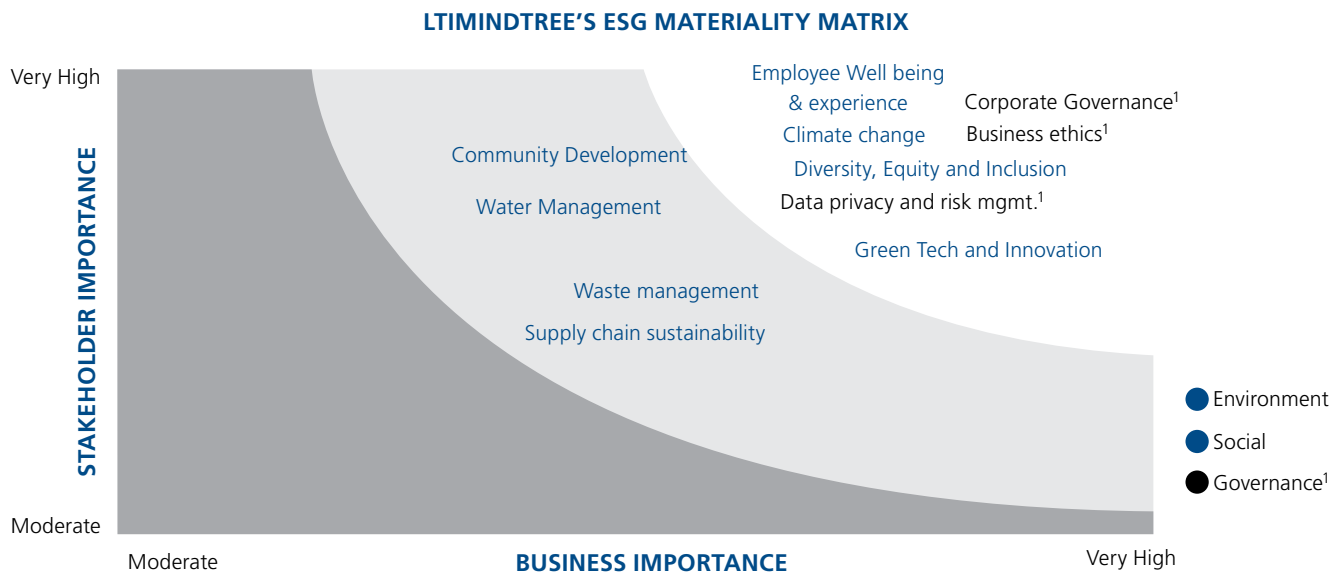 LTIMINDTREE'S ESG MATERIALITY MATRIX
Very High
Employee Well being
& experience
Corporate Governance¹
Climate change
Business ethics¹
Community Development
Diversity, Equity and Inclusion
Water Management
Data privacy and risk mgmt.¹
Green Tech and Innovation
Waste management
Supply chain sustainability
STAKEHOLDER IMPORTANCE
Environment
Social
Governance¹
Moderate
Moderate
BUSINESS IMPORTANCE
Very High